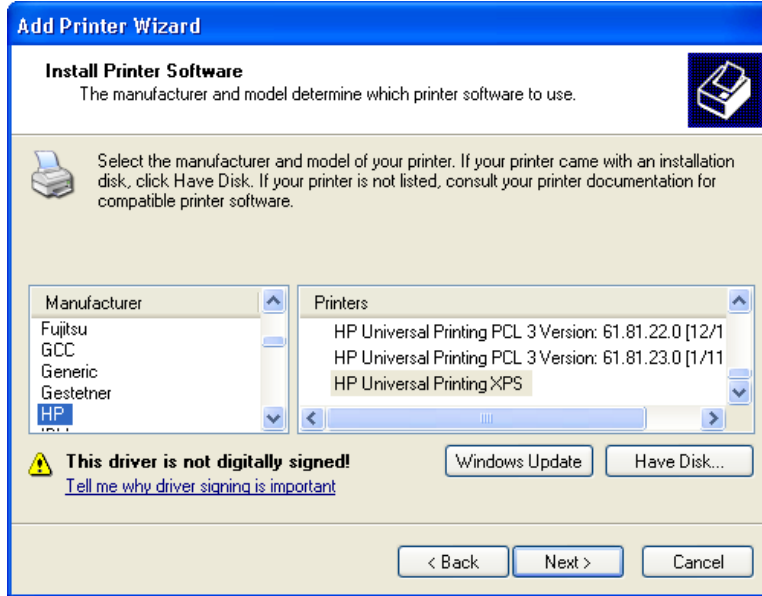 Add Printer Wizard
Install Printer Software
The manufacturer and model determine which printer software to use.
Select the manufacturer and model of your printer. If your printer came with an installation
disk, click Have Disk. If your printer is not listed, consult your printer documentation for
compatible printer software.
Manufacturer
Fujitsu
GCC
Generic
Gestetner
HP
Printers
HP Universal Printing PCL 3 Version: 61.81.22.0 [12/1
HP Universal Printing PCL 3 Version: 61.81.23.0 [1/11
HP Universal Printing XPS
This driver is not digitally signed!
Tell me why driver signing is important
Windows Update
Have Disk...
< Back
Next >
Cancel